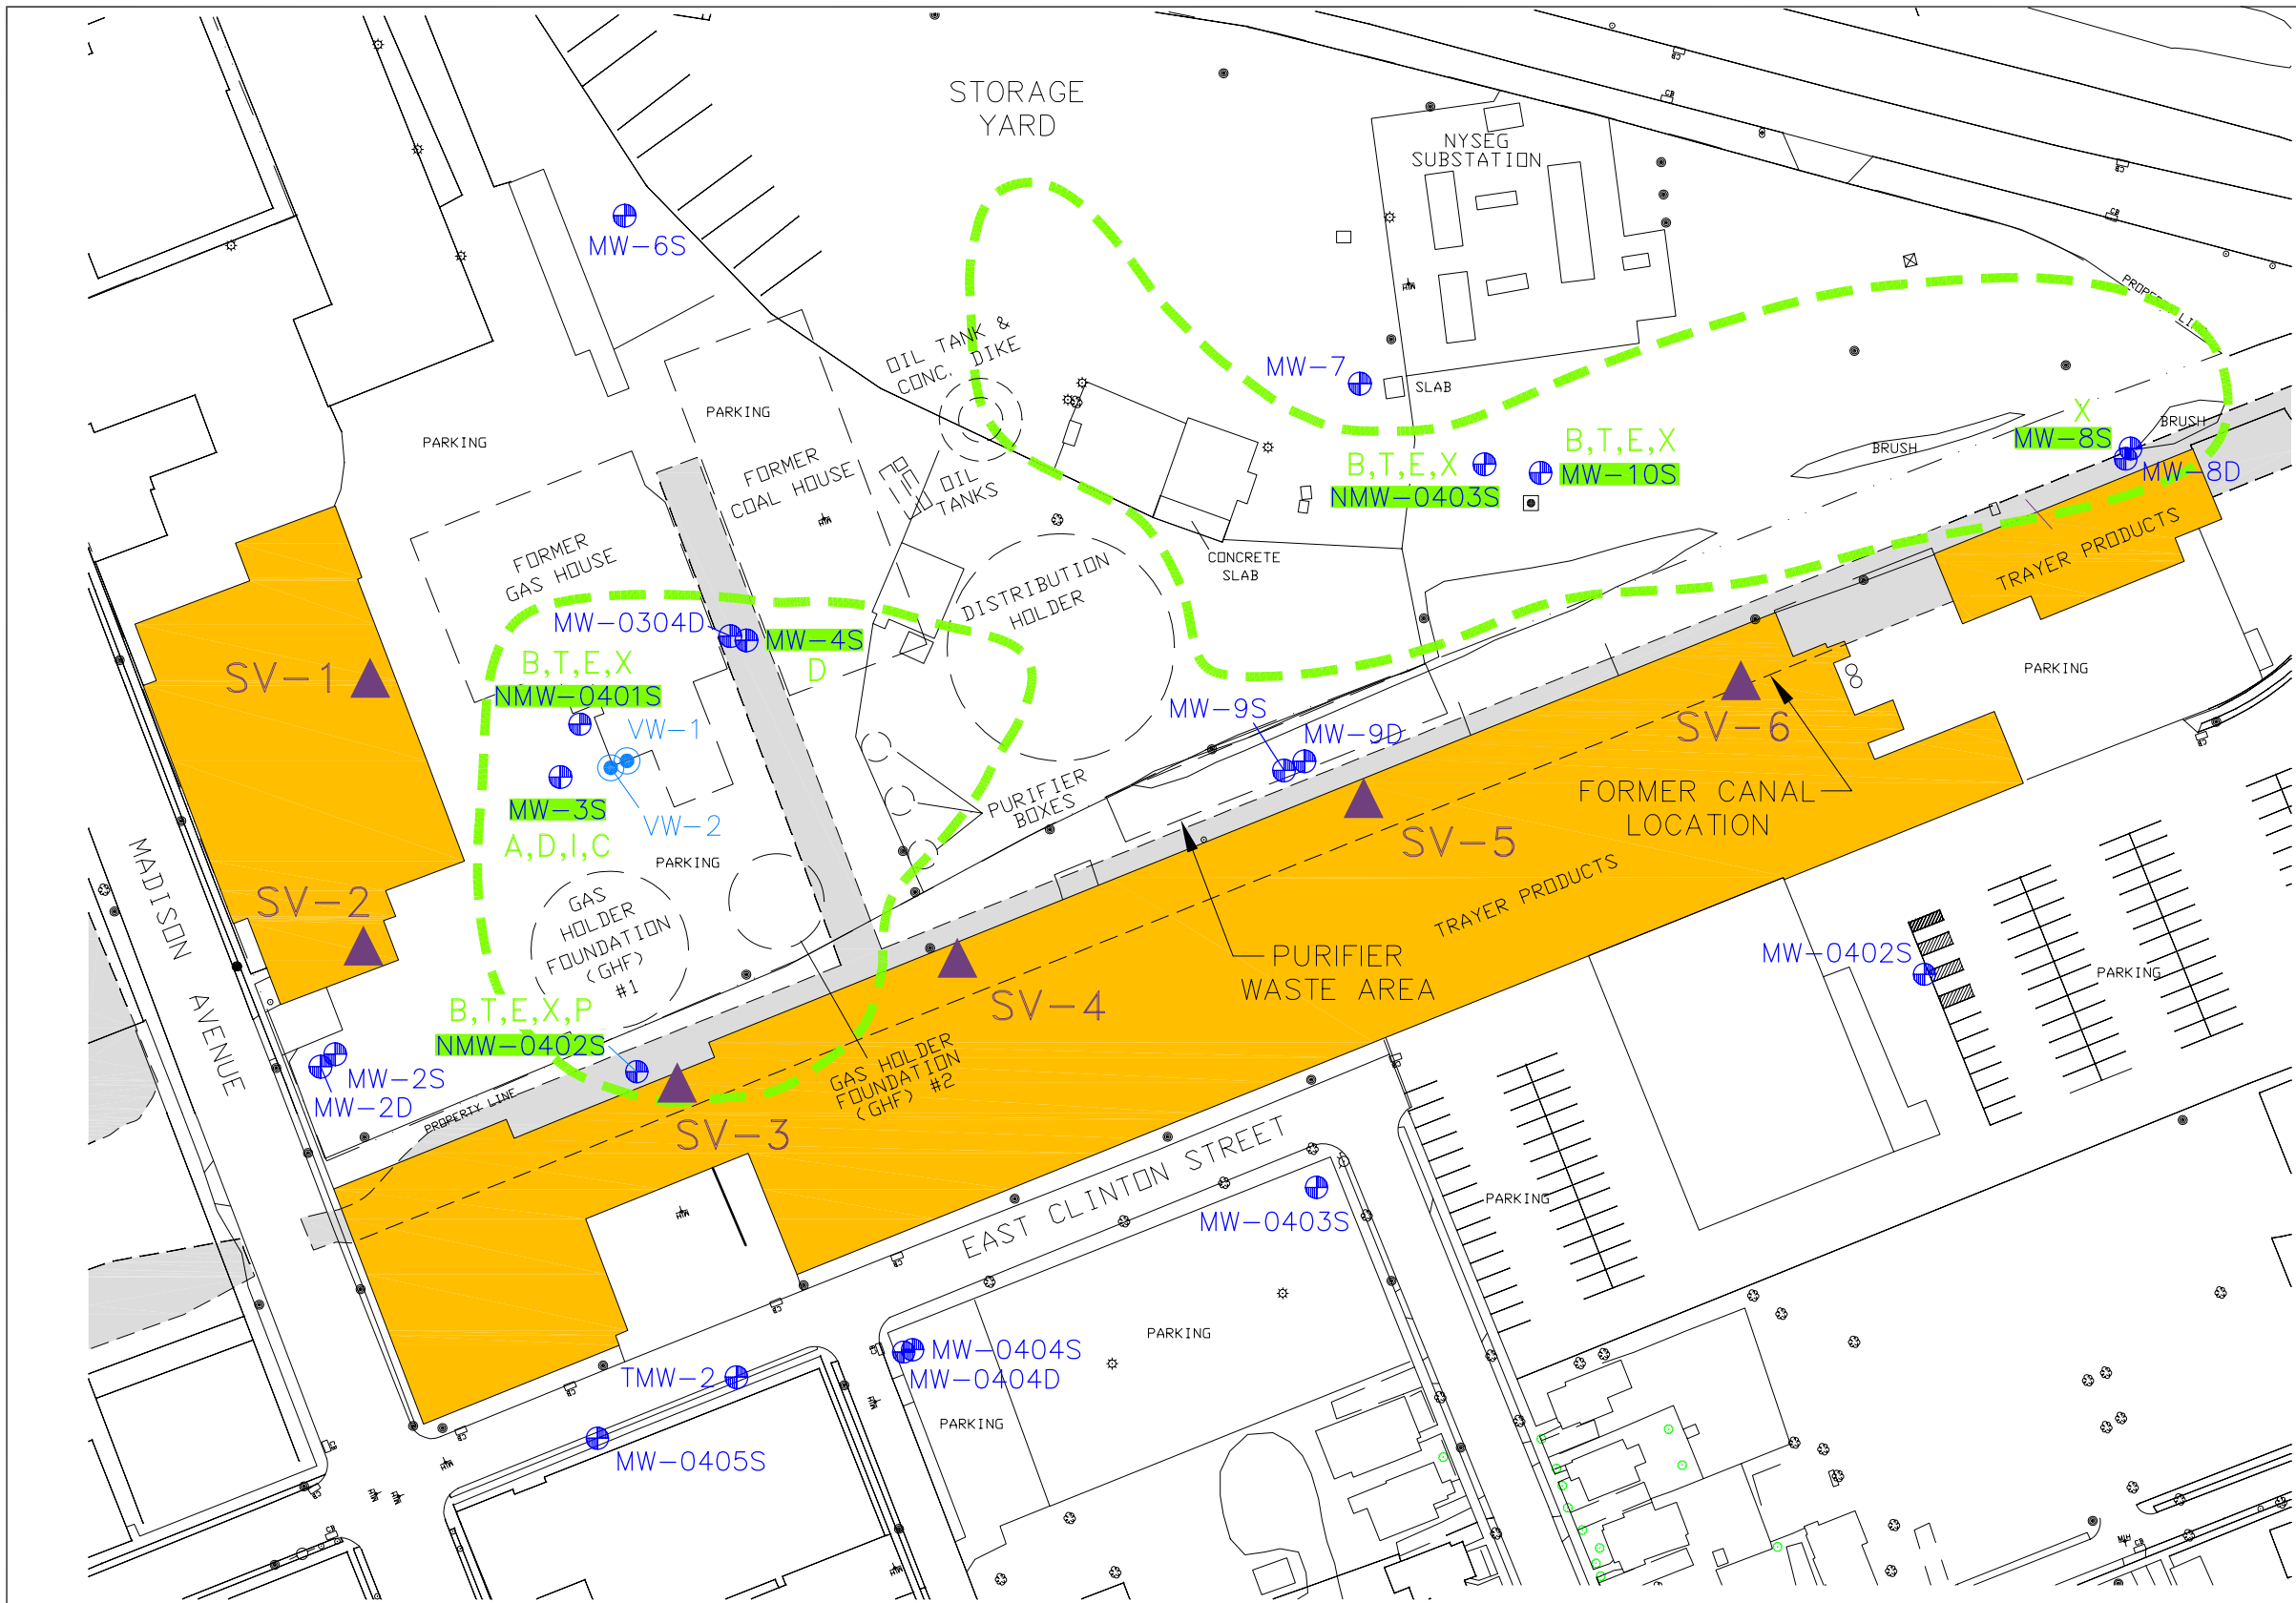 STORAGE
YARD
NYSEG
SUBSTATION
MW-6S
PROPERTY LINE
OIL TANK &
CONC. DIKE
MW-7
SLAB
PARKING
PARKING
X
MW-8S
BRUSH
BRUSH
MW-8D
B,T,E,X
NMW-0403S
B,T,E,X
MW-10S
FORMER
COAL HOUSE
OIL
TANKS
FORMER
GAS HOUSE
CONCRETE
SLAB
DISTRIBUTION
HOLDER
TRAYER PRODUCTS
MW-0304D
MW-4S
D
B,T,E,X
NMW-0401S
SV-1
PARKING
MW-9S
SV-6
VW-1
MW-9D
MW-3S
VW-2
A,D,I,C
PURIFIER
BOXES
FORMER CANAL
LOCATION
SV-5
PARKING
MADISON AVENUE
SV-2
GAS
HOLDER
FOUNDATION
(GHF)
#1
TRAYER PRODUCTS
PURIFIER
WASTE AREA
MW-0402S
PARKING
SV-4
B,T,E,X,P
NMW-0402S
MW-2S
MW-2D
PROPERTY LINE
GAS HOLDER
FOUNDATION
(GHF) #2
SV-3
EAST CLINTON STREET
MW-0403S
PARKING
PARKING
MW-0404S
MW-0404D
TMW-2
PARKING
MW-0405S